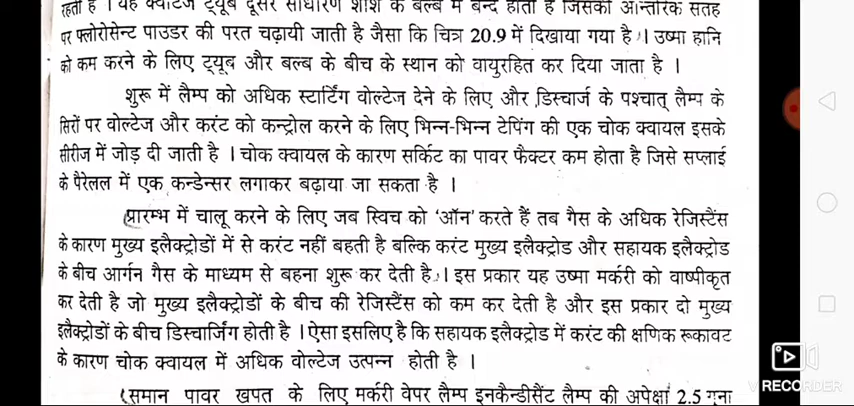 रहती है । यह क्वार्टज ट्यूब दूसरे साधारण शीशे के बल्ब में बन्द होती है जिसकी आन्तरिक सतह
पर फ्लोरोसेन्ट पाउडर की परत चढ़ायी जाती है जैसा कि चित्र 20.9 में दिखाया गया है । उष्मा हानि
को कम करने के लिए ट्यूब और बल्ब के बीच के स्थान को वायुरहित कर दिया जाता है ।
शुरू में लैम्प को अधिक स्टार्टिंग वोल्टेज देने के लिए और डिस्चार्ज के पश्चात् लैम्प के
सिरों पर वोल्टेज और करंट को कन्ट्रोल करने के लिए भिन्न-भिन्न टेपिंग की एक चोक क्वायल इसके
सीरीज में जोड़ दी जाती है । चोक क्वायल के कारण सर्किट का पावर फैक्टर कम होता है जिसे सप्लाई
के पैरेलल में एक कन्डेन्सर लगाकर बढ़ाया जा सकता है ।
प्रारम्भ में चालू करने के लिए जब स्विच को ‘ऑन’ करते हैं तब गैस के अधिक रेजिस्टैंस
के कारण मुख्य इलैक्ट्रोडों में से करंट नहीं बहती है बल्कि करंट मुख्य इलैक्ट्रोड और सहायक इलैक्ट्रोड
के बीच आर्गन गैस के माध्यम से बहना शुरू कर देती है । इस प्रकार यह उष्मा मर्करी को वाष्पीकृत
कर देती है जो मुख्य इलैक्ट्रोडों के बीच की रेजिस्टैंस को कम कर देती है और इस प्रकार दो मुख्य
इलैक्ट्रोडों के बीच डिस्चार्जिंग होती है । ऐसा इसलिए है कि सहायक इलैक्ट्रोड में करंट की क्षणिक रूकावट
के कारण चोक क्वायल में अधिक वोल्टेज उत्पन्न होती है ।
(समान पावर खपत के लिए मर्करी वेपर लैम्प इनकैन्डीसैंट लैम्प की अपेक्षा 2.5 गुना
V RECORDER